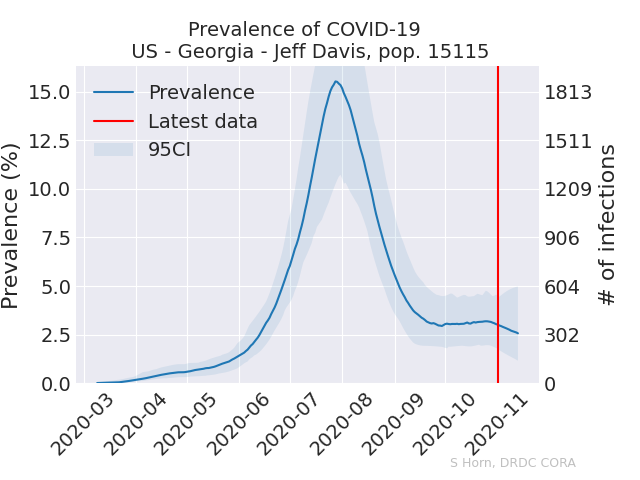 Prevalence of COVID-19
US - Georgia - Jeff Davis, pop. 15115
Prevalence
Latest data
95CI
Prevalence (%)
15.0
12.5
10.0
7.5
5.0
2.5
0.0
1813
1511
1209
906
604
302
0
# of infections
2020-03
2020-04
2020-05
2020-06
2020-07
2020-08
2020-09
2020-10
2020-11
S Horn, DRDC CORA